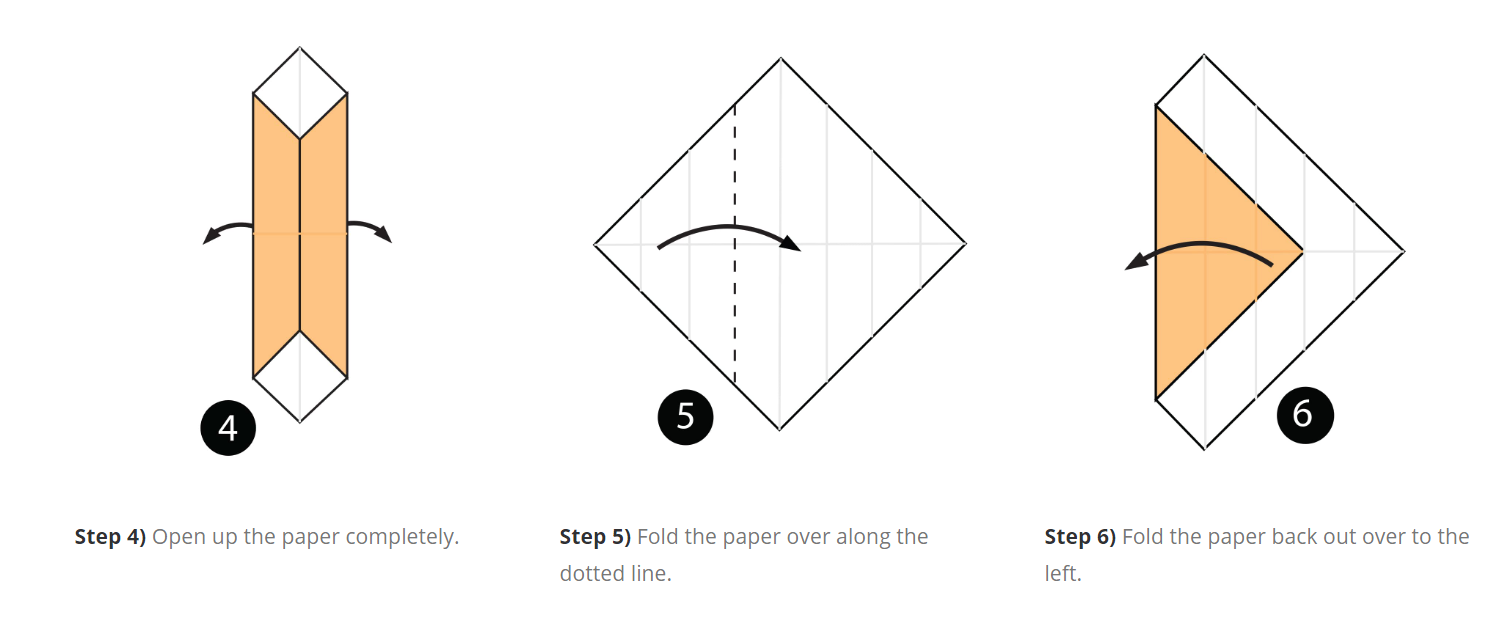 4
5
6
Step 4) Open up the paper completely.
Step 5) Fold the paper over along the
dotted line.
Step 6) Fold the paper back out over to the
left.